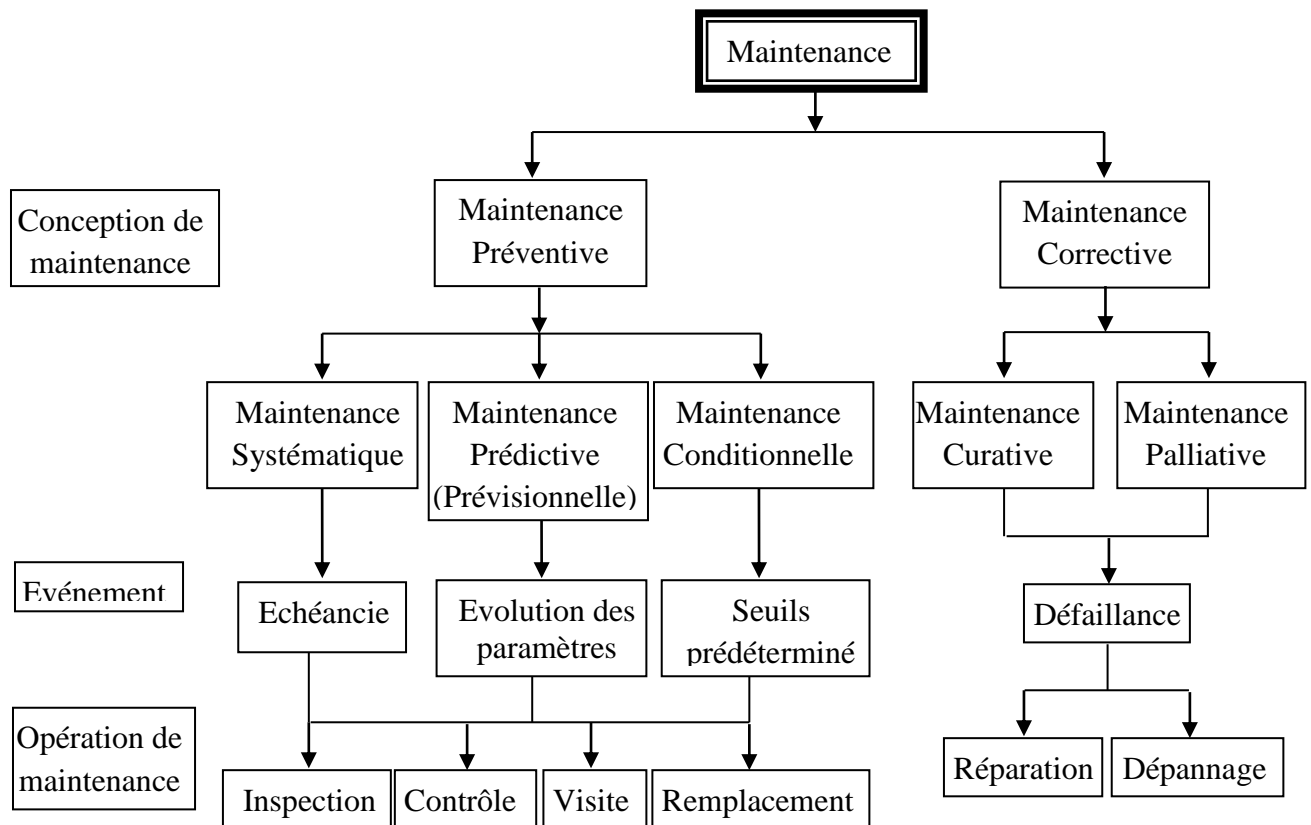 Maintenance
Conception de
maintenance
Maintenance
Préventive
Maintenance
Corrective
Maintenance
Systématique
Maintenance
Prédictive
(Prévisionnelle)
Maintenance
Conditionnelle
Maintenance
Curative
Maintenance
Palliative
Evénement
Echéancie
Evolution des
paramètres
Seuils
prédéterminé
Défaillance
Opération de
maintenance
Inspection
Contrôle
Visite
Remplacement
Réparation
Dépannage